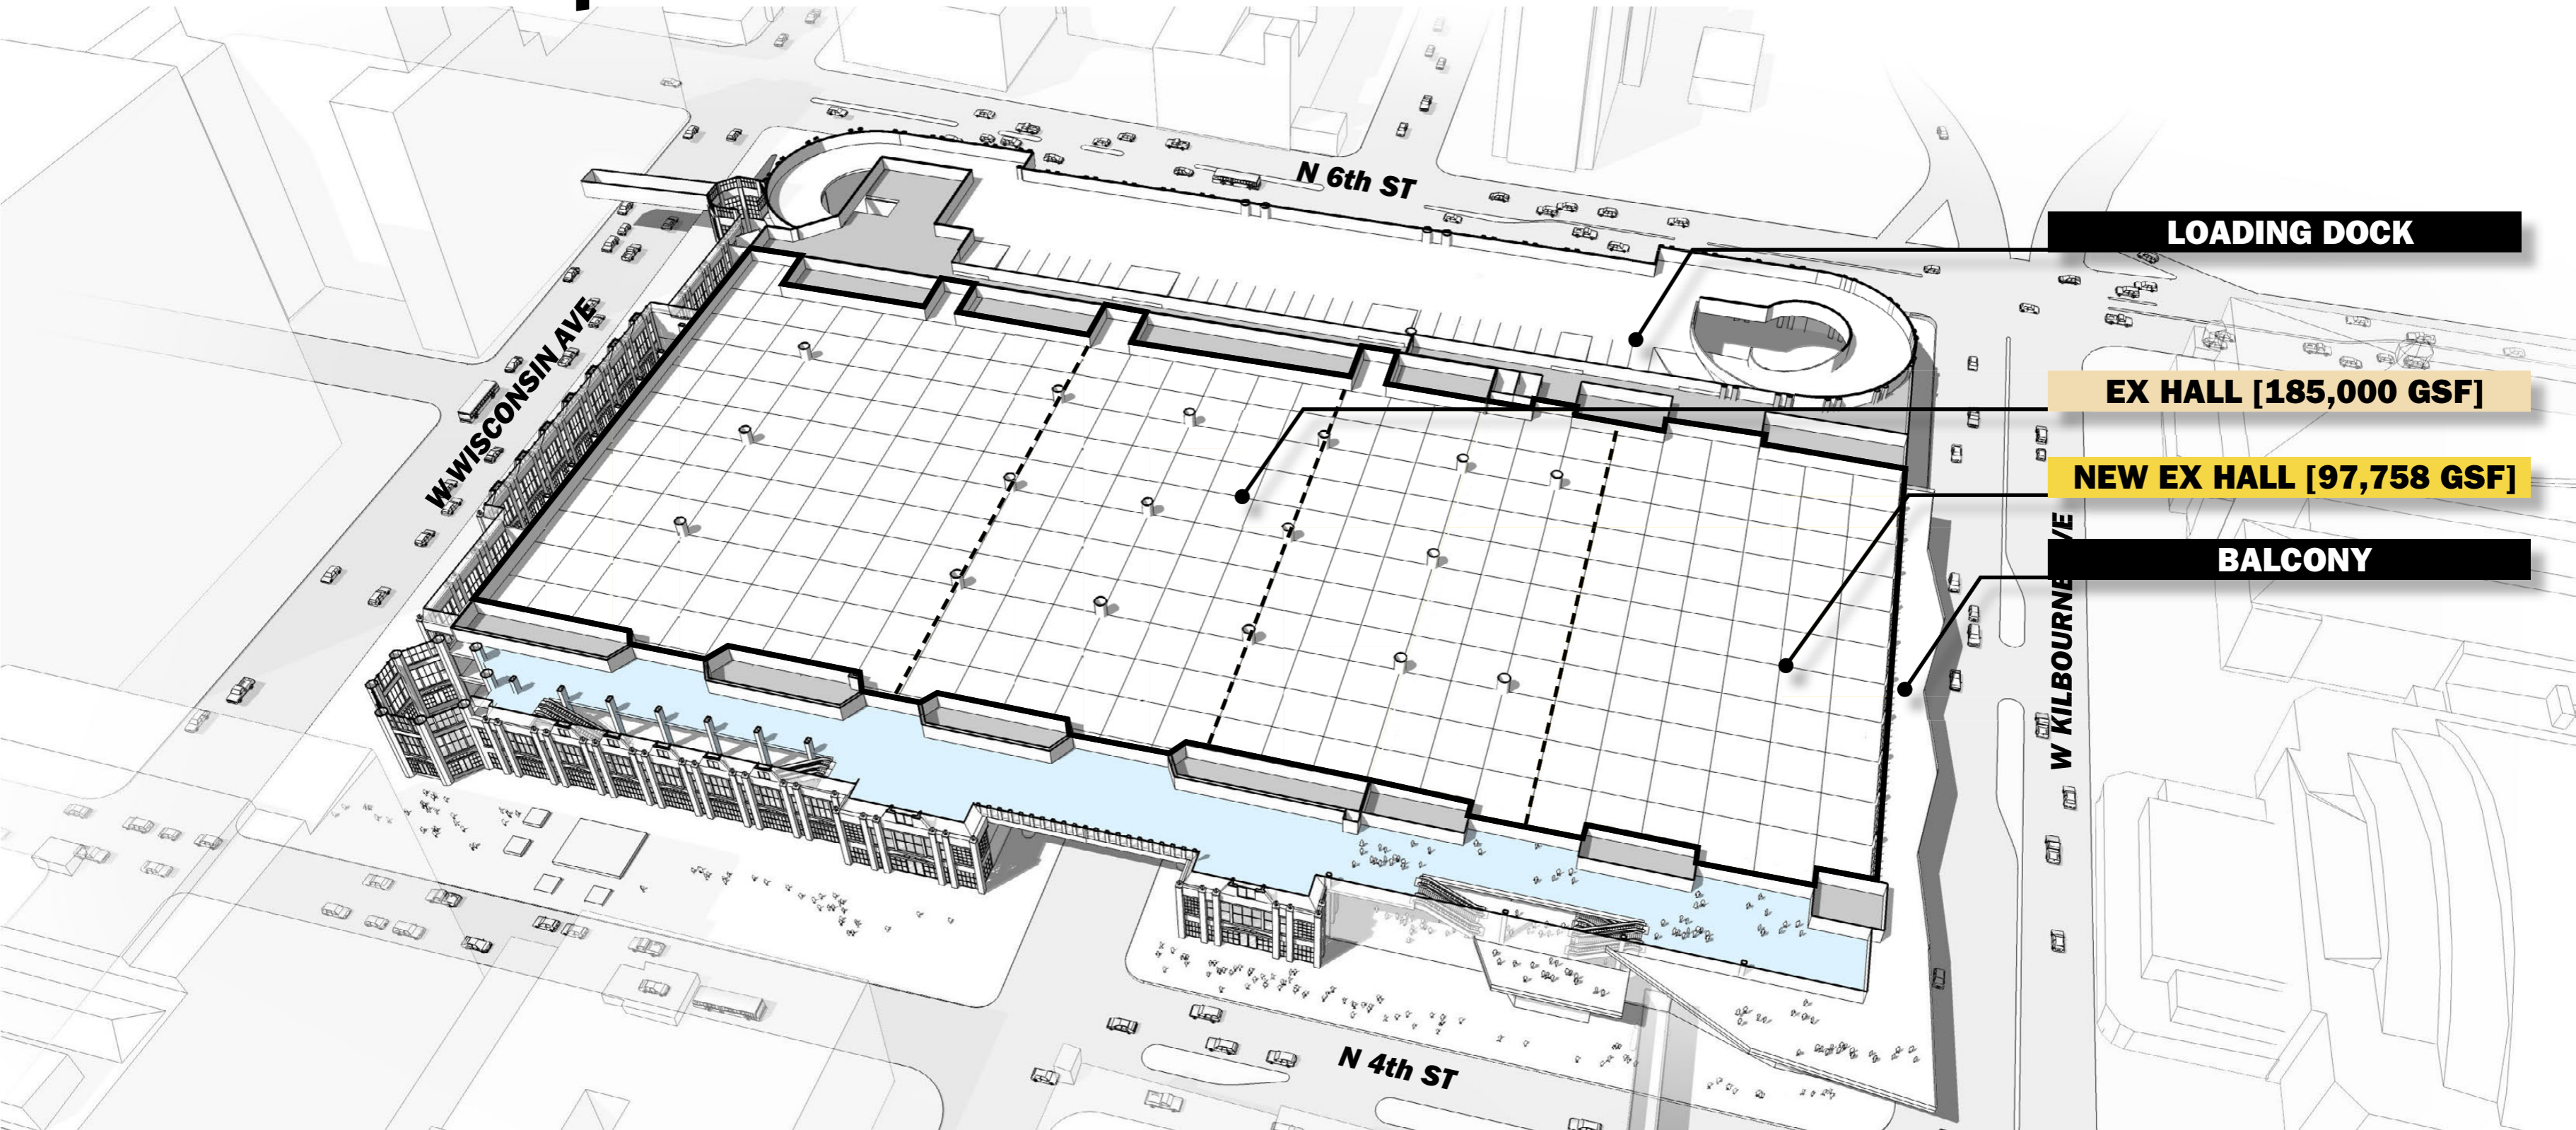 N 6th ST
LOADING DOCK
W WISCONSIN AVE
EX HALL [185,000 GSF]
NEW EX HALL [97,758 GSF]
BALCONY
W KILBOURNE
N 4th ST